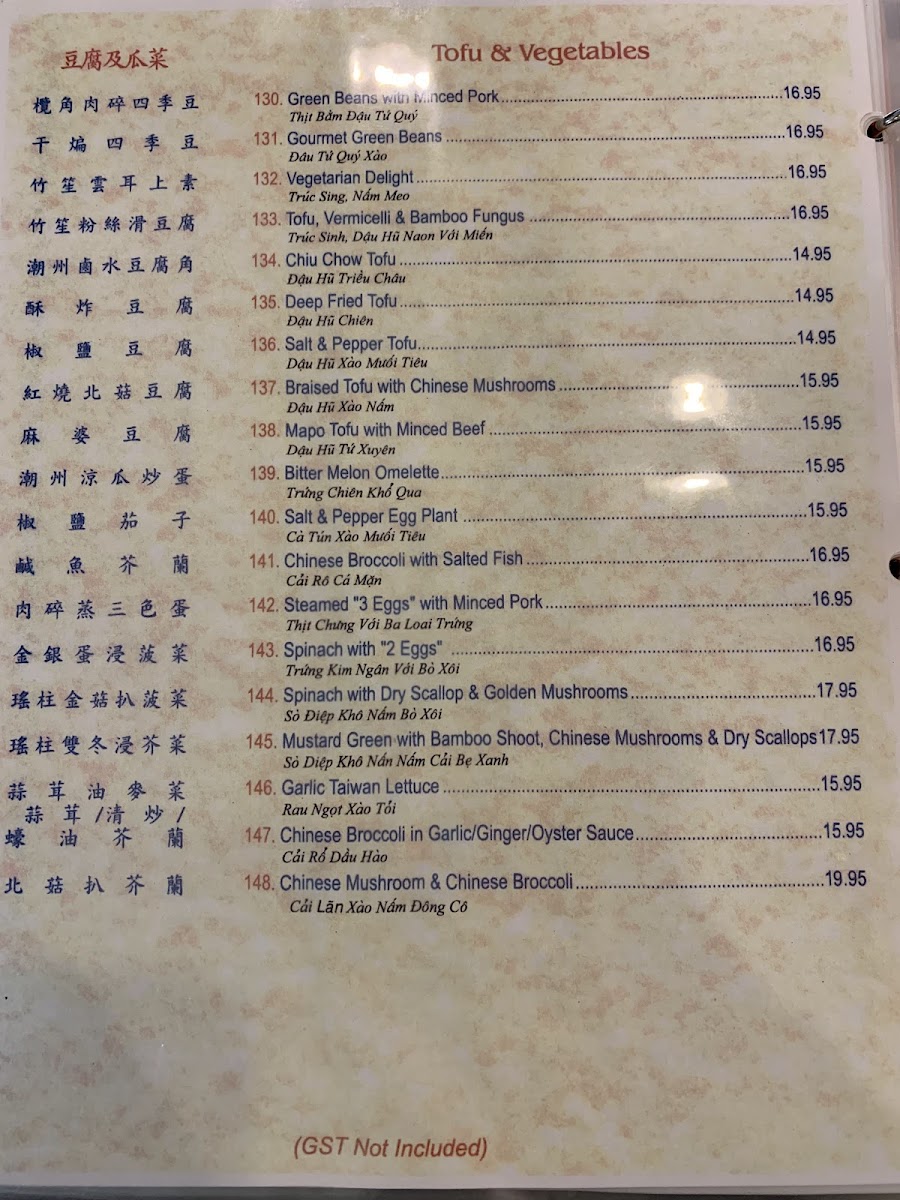 豆腐及瓜菜 Tofu & Vegetables
欖角肉碎四季豆 130. Green Beans with Minced Pork 16.95
Thịt Bằm Đậu Tứ Quý
干煸四季豆 131. Gourmet Green Beans 16.95
Đâu Tứ Quý Xào
竹笙雲耳上素 132. Vegetarian Delight 16.95
Trúc Sing, Nấm Meo
竹笙粉絲滑豆腐 133. Tofu, Vermicelli & Bamboo Fungus 16.95
Trúc Sinh, Dậu Hũ Naon Với Miến
潮州鹵水豆腐角 134. Chiu Chow Tofu 14.95
Đậu Hũ Triều Châu
酥炸豆腐 135. Deep Fried Tofu 14.95
Đậu Hũ Chiên
椒鹽豆腐 136. Salt & Pepper Tofu 14.95
Dậu Hũ Xào Muối Tiêu
紅燒北菇豆腐 137. Braised Tofu with Chinese Mushrooms 15.95
Đậu Hũ Xào Nấm
麻婆豆腐 138. Mapo Tofu with Minced Beef 15.95
Dậu Hũ Tứ Xuyên
潮州涼瓜炒蛋 139. Bitter Melon Omelette 15.95
Trứng Chiên Khổ Qua
椒鹽茄子 140. Salt & Pepper Egg Plant 15.95
Cà Tún Xào Muối Tiêu
鹹魚芥蘭 141. Chinese Broccoli with Salted Fish 16.95
Cải Rô Cá Mặn
肉碎蒸三色蛋 142. Steamed "3 Eggs" with Minced Pork 16.95
Thịt Chưng Với Ba Loai Trứng
金銀蛋浸菠菜 143. Spinach with "2 Eggs" 16.95
Trứng Kim Ngân Với Bò Xôi
瑤柱金菇扒菠菜 144. Spinach with Dry Scallop & Golden Mushrooms 17.95
Sò Điệp Khô Nấm Bò Xôi
瑤柱雙冬浸芥菜 145. Mustard Green with Bamboo Shoot, Chinese Mushrooms & Dry Scallops 17.95
Sò Diệp Khô Nấn Nấm Cải Bẹ Xanh
蒜茸油麥菜 146. Garlic Taiwan Lettuce 15.95
Rau Ngọt Xào Tỏi
蒜茸/清炒/
蠔油芥蘭 147. Chinese Broccoli in Garlic/Ginger/Oyster Sauce 15.95
Cải Rổ Dầu Hào
北菇扒芥蘭 148. Chinese Mushroom & Chinese Broccoli 19.95
Cải Lãn Xào Nấm Đông Cô
(GST Not Included)